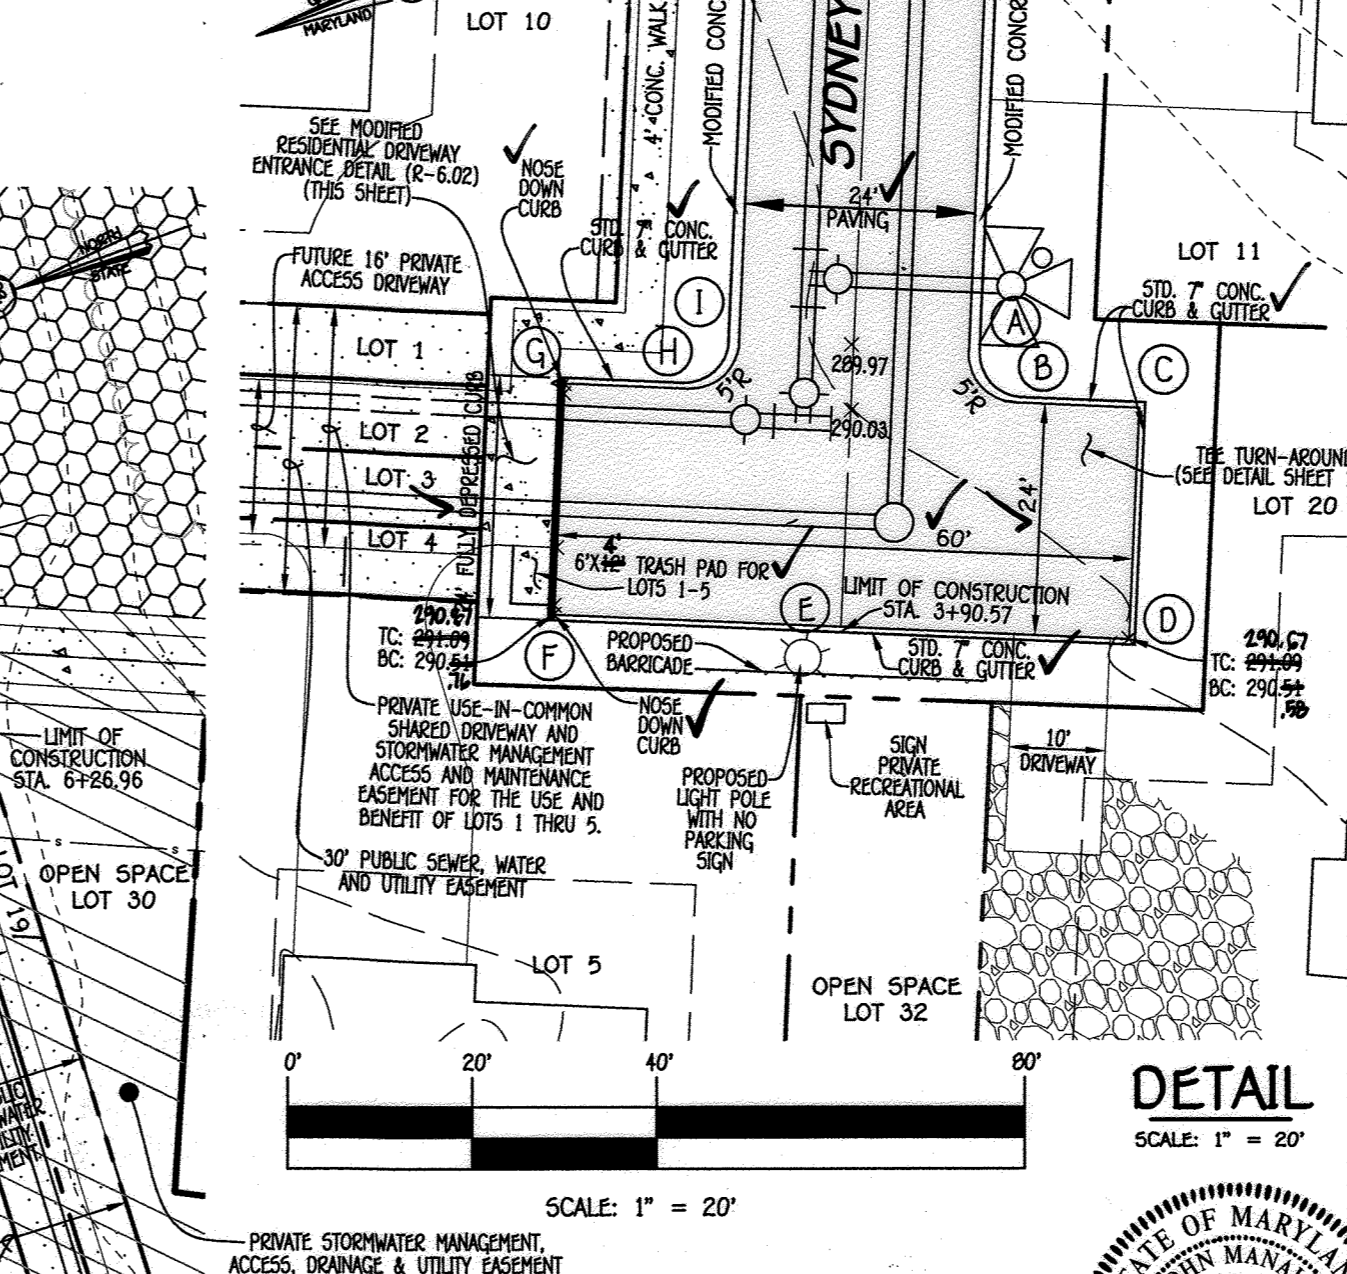 MARYLAND
LOT 10
4' CONC. WALK
MODIFIED CONC
SYDNEY
MODIFIED CONCR
SEE MODIFIED
RESIDENTIAL DRIVEWAY
ENTRANCE DETAIL (R-6.02)
(THIS SHEET)
NOSE
DOWN
CURB
STD. 7" CONC.
CURB & GUTTER
24'
PAVING
LOT 11
STD. 7" CONC.
CURB & GUTTER
NORTH
STATE
FUTURE 16' PRIVATE
ACCESS DRIVEWAY
I
A
G
H
B
C
LOT 1
289.97
5'R
5'R
LOT 2
290.03
24' FULLY DEPRESSED CURB
TEE TURN-AROUND
(SEE DETAIL SHEET
LOT 3
LOT 20
24'
LOT 4
60'
4'
6'X12' TRASH PAD FOR
LOTS 1-5
LIMIT OF CONSTRUCTION
STA. 3+90.57
E
D
290.67
TC: 291.09
BC: 290.51
.76
F
PROPOSED
BARRICADE
STD. 7" CONC.
CURB & GUTTER
290.67
TC: 291.09
BC: 290.51
.58
PRIVATE USE-IN-COMMON
SHARED DRIVEWAY AND
STORMWATER MANAGEMENT
ACCESS AND MAINTENANCE
EASEMENT FOR THE USE AND
BENEFIT OF LOTS 1 THRU 5.
NOSE
DOWN
CURB
LIMIT OF
CONSTRUCTION
STA. 6+26.96
PROPOSED
LIGHT POLE
WITH NO
PARKING
SIGN
SIGN
PRIVATE
RECREATIONAL
AREA
10'
DRIVEWAY
S
S
30' PUBLIC SEWER, WATER
AND UTILITY EASEMENT
OPEN SPACE
LOT 30
LOT 19
LOT 5
OPEN SPACE
LOT 32
0'
20'
40'
80'
DETAIL
SCALE: 1" = 20'
SCALE: 1" = 20'
PRIVATE STORMWATER MANAGEMENT,
ACCESS, DRAINAGE & UTILITY EASEMENT
ATE OF MARYLAN
HN MANA